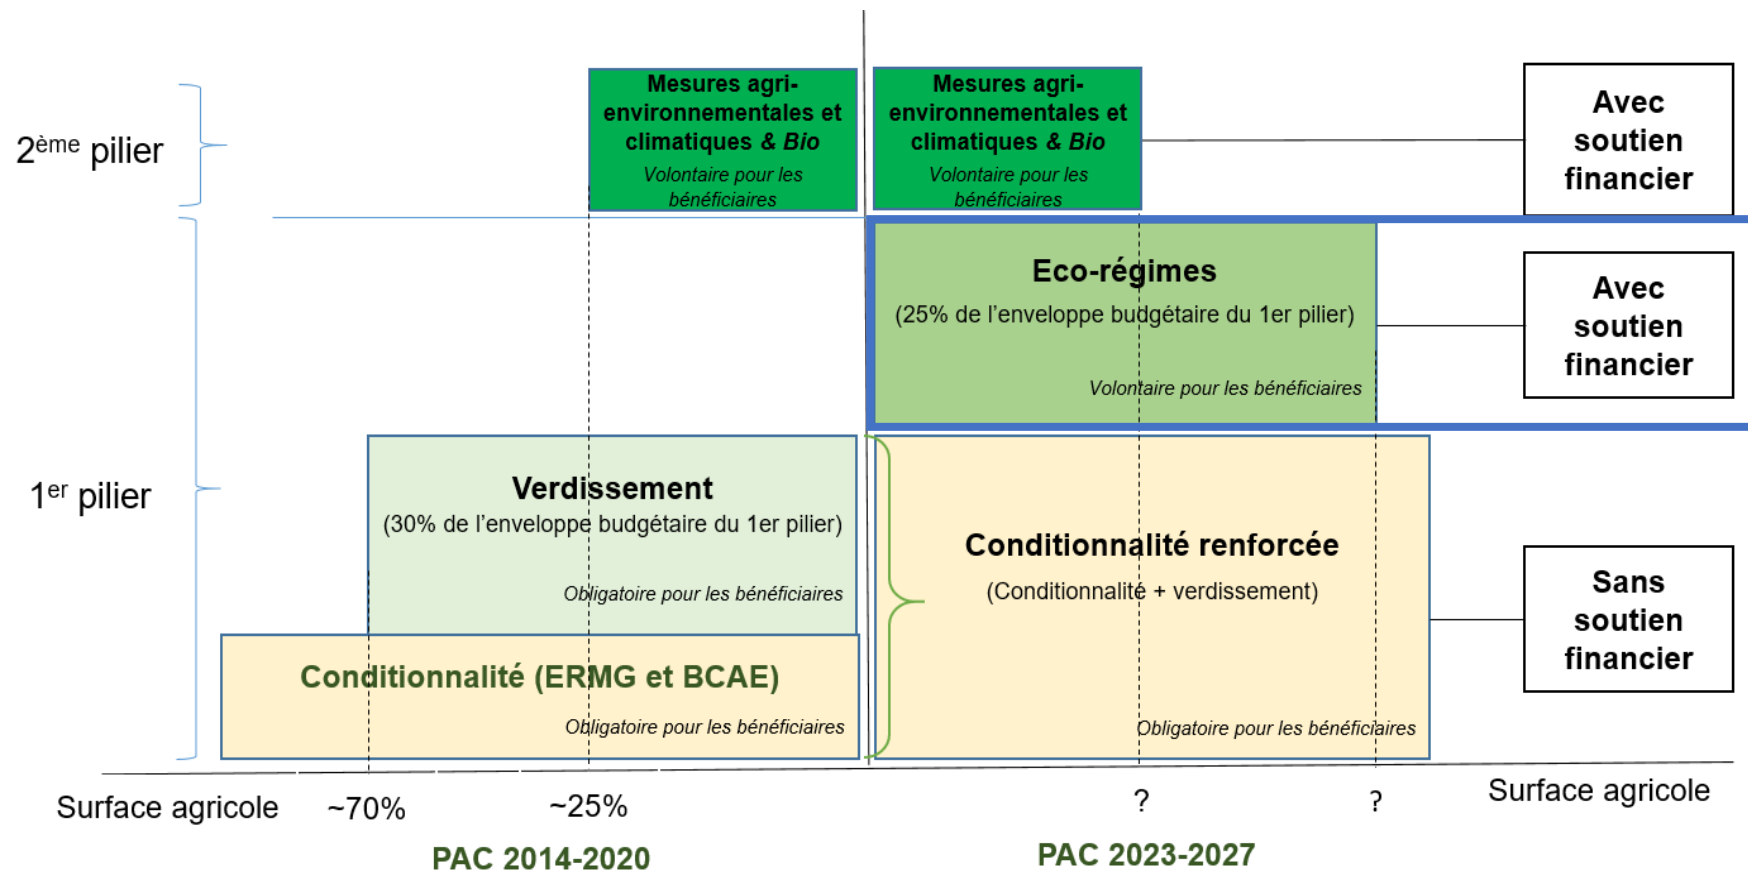 Mesures agri-
environnementales et
climatiques & Bio
Volontaire pour les
bénéficiaires
Mesures agri-
environnementales et
climatiques & Bio
Volontaire pour les
bénéficiaires
Avec
soutien
financier
2ème pilier
Eco-régimes
(25% de l'enveloppe budgétaire du 1er pilier)
Volontaire pour les bénéficiaires
Avec
soutien
financier
1er pilier
Verdissement
(30% de l'enveloppe budgétaire du 1er pilier)
Obligatoire pour les bénéficiaires
Conditionnalité (ERMG et BCAE)
Obligatoire pour les bénéficiaires
Conditionnalité renforcée
(Conditionnalité + verdissement)
Obligatoire pour les bénéficiaires
Sans
soutien
financier
Surface agricole
~70%
~25%
?
?
Surface agricole
PAC 2014-2020
PAC 2023-2027